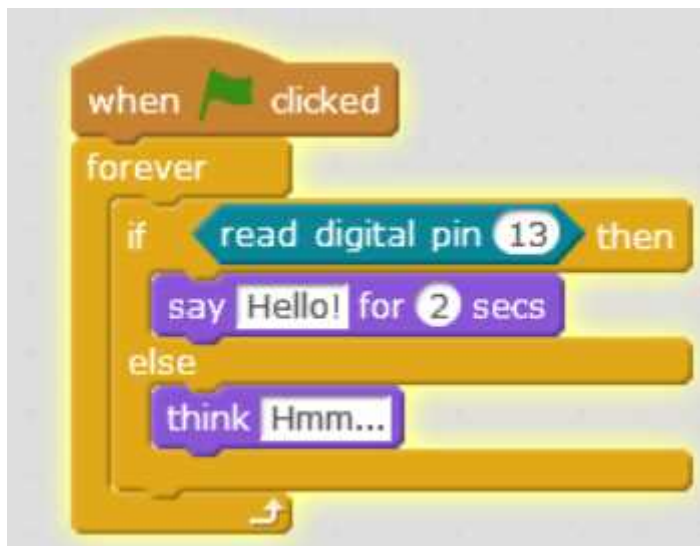 when clicked
forever
if read digital pin 13 then
say Hello! for 2 secs
else
think Hmm...